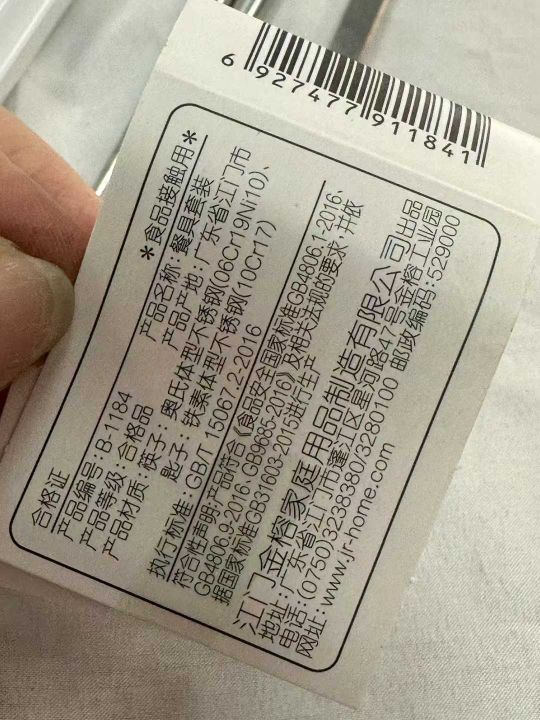 6 927477 911841
*食品接触用*
合格证
产品编号：B-1184 产品名称：餐具套装
产品等级：合格品 产品产地：广东省江门市
产品材质：筷子：奥氏体型不锈钢(06Cr19Ni10)、
匙子：铁素体型不锈钢(10Cr17)
执行标准：GB/T 15067.2-2016
符合性声明：产品符合《食品安全国家标准GB4806.1-2016、
GB4806.9-2016、GB9685-2016》及相关法规的要求，并依
据国家标准GB31603-2015进行生产
江门金榕家庭用品制造有限公司出品
地址：广东省江门市蓬江区星河路47号金榕工业园
电话：(0750)3238380/3280100 邮政编码：529000
网址：www.jr-home.com